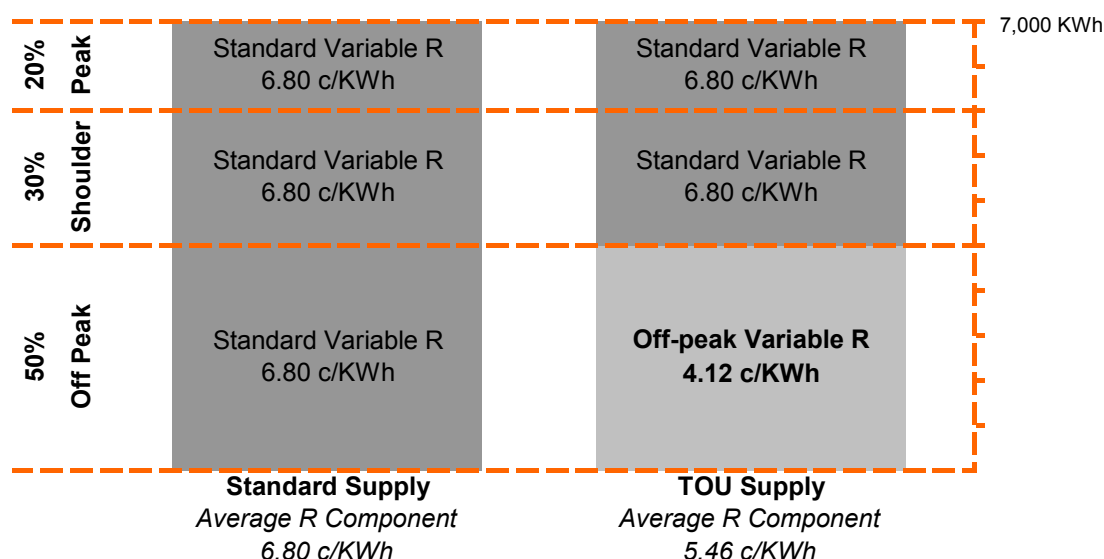 7,000 KWh
20%
Peak
Standard Variable R
6.80 c/KWh
Standard Variable R
6.80 c/KWh
30%
Shoulder
Standard Variable R
6.80 c/KWh
Standard Variable R
6.80 c/KWh
50%
Off Peak
Standard Variable R
6.80 c/KWh
Off-peak Variable R
4.12 c/KWh
Standard Supply
Average R Component
6.80 c/KWh
TOU Supply
Average R Component
5.46 c/KWh